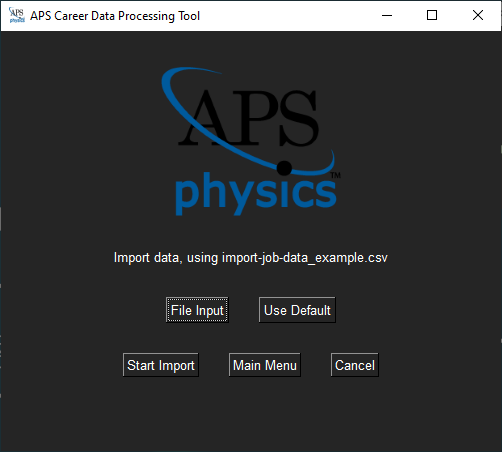 APS Career Data Processing Tool
APS
physics™
Import data, using import-job-data_example.csv
File Input
Use Default
Start Import
Main Menu
Cancel